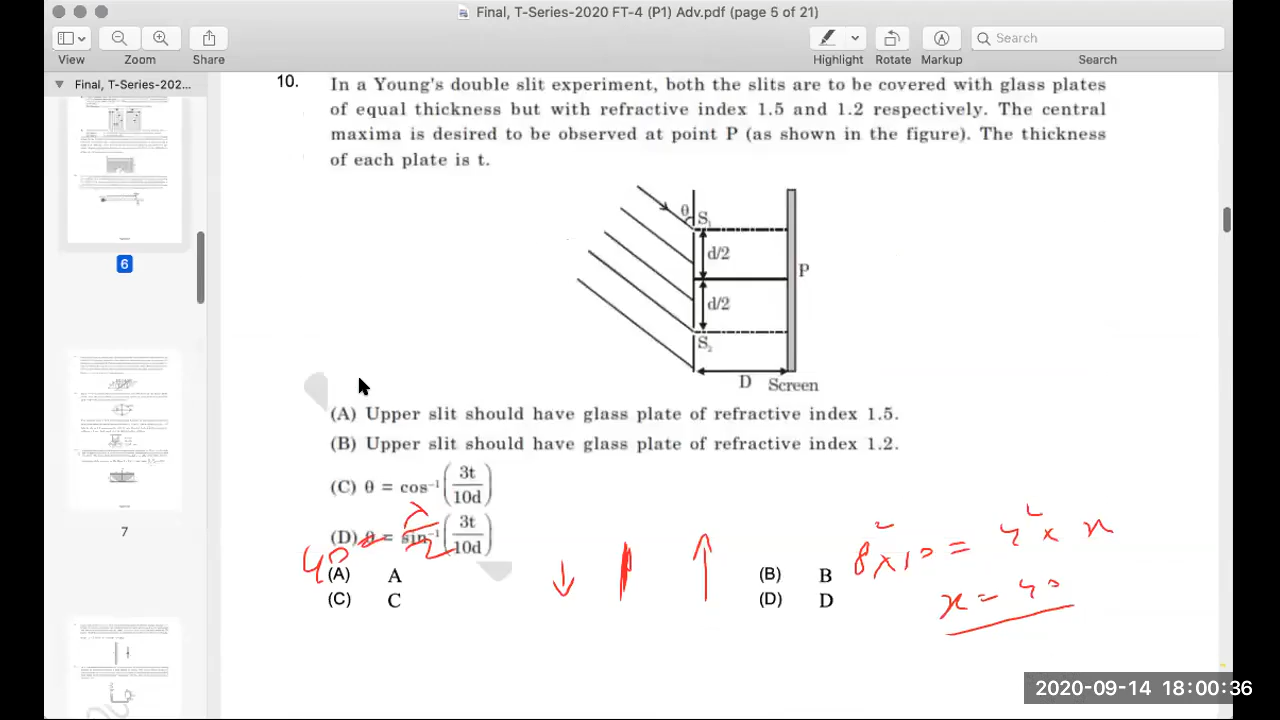 Final, T-Series-2020 FT-4 (P1) Adv.pdf (page 5 of 21)
View
Zoom
Share
Highlight
Rotate
Markup
Search
Search
Final, T-Series-202...
6
7
10. In a Young's double slit experiment, both the slits are to be covered with glass plates
of equal thickness but with refractive index 1.5 and 1.2 respectively. The central
maxima is desired to be observed at point P (as shown in the figure). The thickness
of each plate is t.
θ
S₁
d/2
P
d/2
S₂
D Screen
(A) Upper slit should have glass plate of refractive index 1.5.
(B) Upper slit should have glass plate of refractive index 1.2.
(C) θ = cos⁻¹(3t/10d)
(D) θ = sin⁻¹(3t/10d)
λ/2
40
8² × 10 = 4² × x
x = 40
(A) A (B) B
(C) C (D) D
2020-09-14 18:00:36